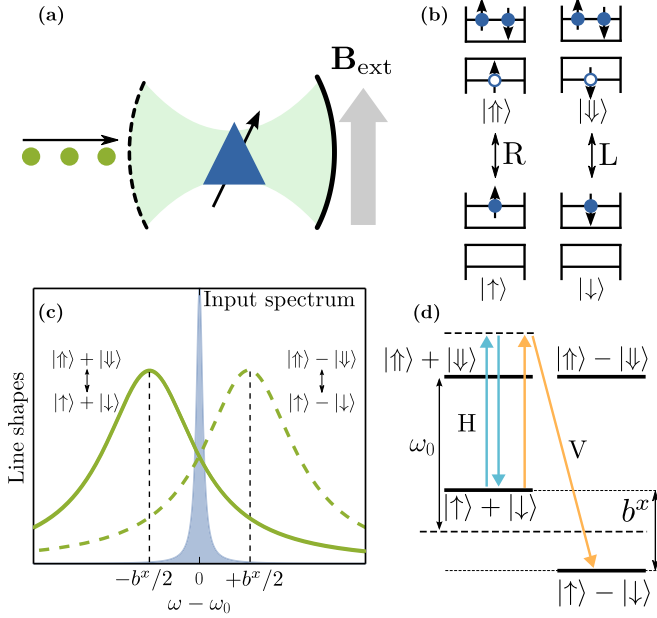 (a)
B_ext
(b)
|⇑⟩
|⇓⟩
R
L
|↑⟩
|↓⟩
(c)
Input spectrum
|⇑⟩ + |⇓⟩
|↑⟩ + |↓⟩
|⇑⟩ − |⇓⟩
|↑⟩ − |↓⟩
Line shapes
−b^x/2
0
+b^x/2
ω − ω_0
(d)
|⇑⟩ + |⇓⟩
|⇑⟩ − |⇓⟩
ω_0
H
V
|↑⟩ + |↓⟩
b^x
|↑⟩ − |↓⟩